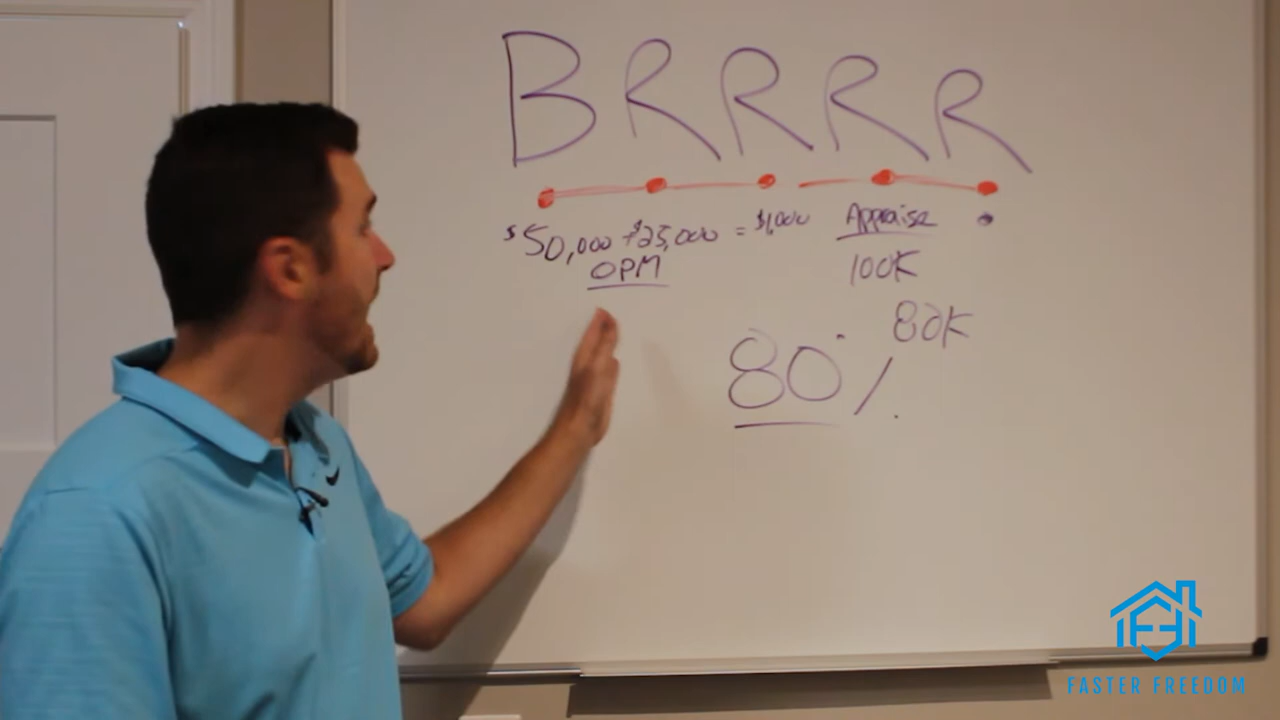 BRRRR
$50,000 + $25,000 = $1,000
Appraise
OPM
100K
80K
80%
FASTER FREEDOM